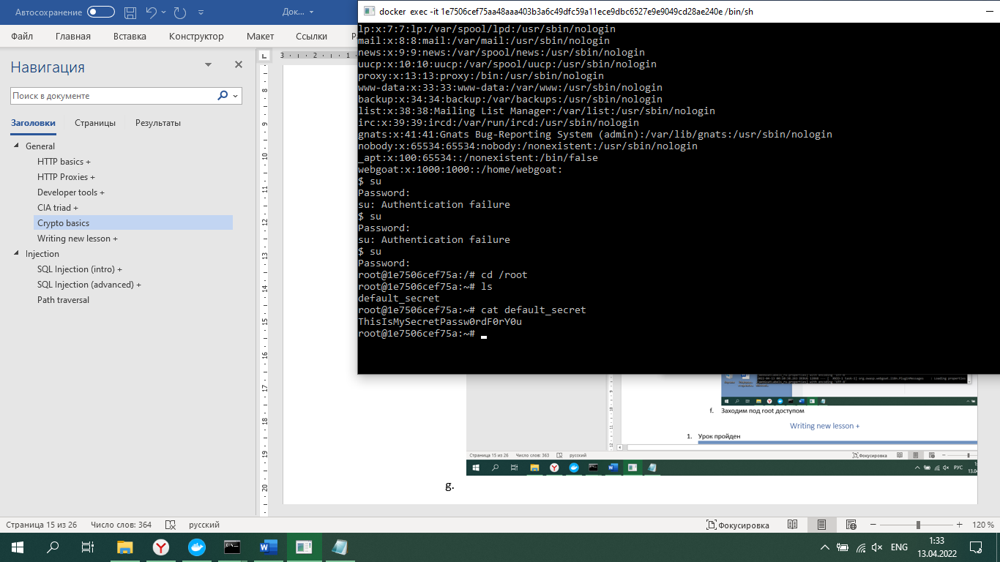 Автосохранение
Док...
docker exec -it 1e7506cef75aa48aaa403b3a6c49dfc59a11ece9dbc6527e9e9049cd28ae240e /bin/sh
Файл
Главная
Вставка
Конструктор
Макет
Ссылки
Навигация
Поиск в документе
Заголовки
Страницы
Результаты
General
HTTP basics +
HTTP Proxies +
Developer tools +
CIA triad +
Crypto basics
Writing new lesson +
Injection
SQL Injection (intro) +
SQL Injection (advanced) +
Path traversal
lp:x:7:7:lp:/var/spool/lpd:/usr/sbin/nologin
mail:x:8:8:mail:/var/mail:/usr/sbin/nologin
news:x:9:9:news:/var/spool/news:/usr/sbin/nologin
uucp:x:10:10:uucp:/var/spool/uucp:/usr/sbin/nologin
proxy:x:13:13:proxy:/bin:/usr/sbin/nologin
www-data:x:33:33:www-data:/var/www:/usr/sbin/nologin
backup:x:34:34:backup:/var/backups:/usr/sbin/nologin
list:x:38:38:Mailing List Manager:/var/list:/usr/sbin/nologin
irc:x:39:39:ircd:/var/run/ircd:/usr/sbin/nologin
gnats:x:41:41:Gnats Bug-Reporting System (admin):/var/lib/gnats:/usr/sbin/nologin
nobody:x:65534:65534:nobody:/nonexistent:/usr/sbin/nologin
_apt:x:100:65534::/nonexistent:/bin/false
webgoat:x:1000:1000::/home/webgoat:
$ su
Password:
su: Authentication failure
$ su
Password:
su: Authentication failure
$ su
Password:
root@1e7506cef75a:/# cd /root
root@1e7506cef75a:~# ls
default_secret
root@1e7506cef75a:~# cat default_secret
ThisIsMySecretPassw0rdF0rY0u
root@1e7506cef75a:~#
f. Заходим под root доступом
Writing new lesson +
1. Урок пройден
Страница 15 из 26 Число слов: 363 русский
Фокусировка
РУС
g.
Страница 15 из 26
Число слов: 364
русский
Фокусировка
120 %
ENG
1:33
13.04.2022